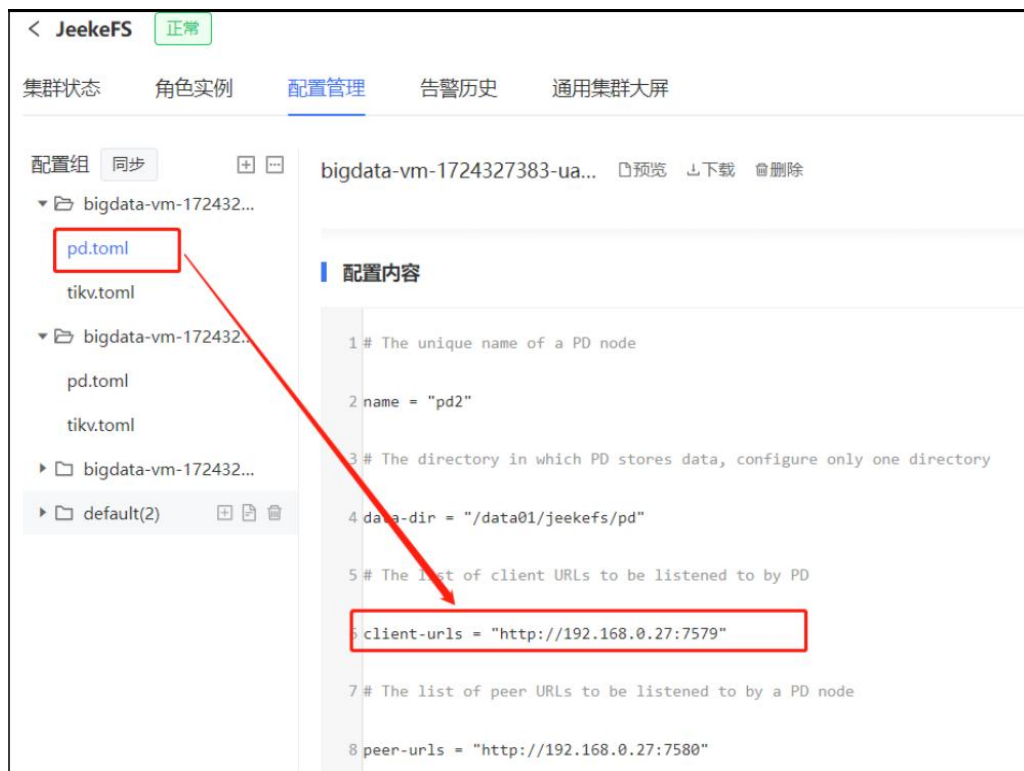 JeekeFS 正常
集群状态 角色实例 配置管理 告警历史 通用集群大屏
配置组 同步
bigdata-vm-1724327383-ua... 预览 下载 删除
bigdata-vm-172432...
pd.toml
tikv.toml
bigdata-vm-172432...
pd.toml
tikv.toml
bigdata-vm-172432...
default(2)
配置内容
1 # The unique name of a PD node
2 name = "pd2"
3 # The directory in which PD stores data, configure only one directory
4 data-dir = "/data01/jeekefs/pd"
5 # The list of client URLs to be listened to by PD
6 client-urls = "http://192.168.0.27:7579"
7 # The list of peer URLs to be listened to by a PD node
8 peer-urls = "http://192.168.0.27:7580"